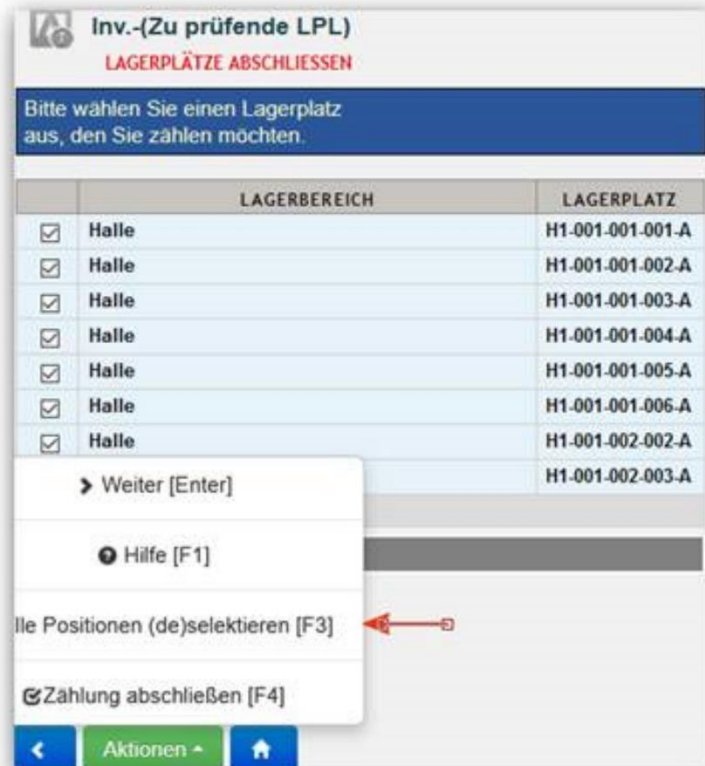 Inv.-(Zu prüfende LPL)
LAGERPLÄTZE ABSCHLIESSEN
Bitte wählen Sie einen Lagerplatz
aus, den Sie zählen möchten.
LAGERBEREICH LAGERPLATZ
Halle H1-001-001-001-A
Halle H1-001-001-002-A
Halle H1-001-001-003-A
Halle H1-001-001-004-A
Halle H1-001-001-005-A
Halle H1-001-001-006-A
Halle H1-001-002-002-A
H1-001-002-003-A
Weiter [Enter]
Hilfe [F1]
lle Positionen (de)selektieren [F3]
Zählung abschließen [F4]
Aktionen